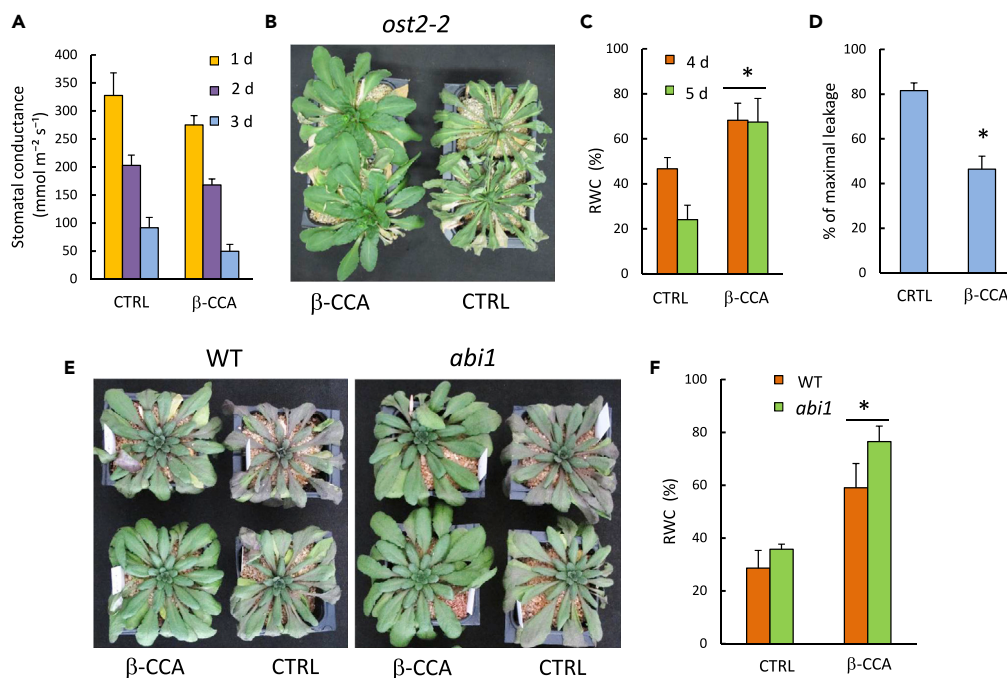 A
Stomatal conductance
(mmol m⁻² s⁻¹)
400
350
300
250
200
150
100
50
0
1 d
2 d
3 d
CTRL
β-CCA
B
ost2-2
β-CCA
CTRL
C
RWC (%)
100
80
60
40
20
0
4 d
5 d
*
CTRL
β-CCA
D
% of maximal leakage
100
80
60
40
20
0
*
CRTL
β-CCA
E
WT
abi1
β-CCA
CTRL
β-CCA
CTRL
F
RWC (%)
100
80
60
40
20
0
WT
abi1
*
CTRL
β-CCA